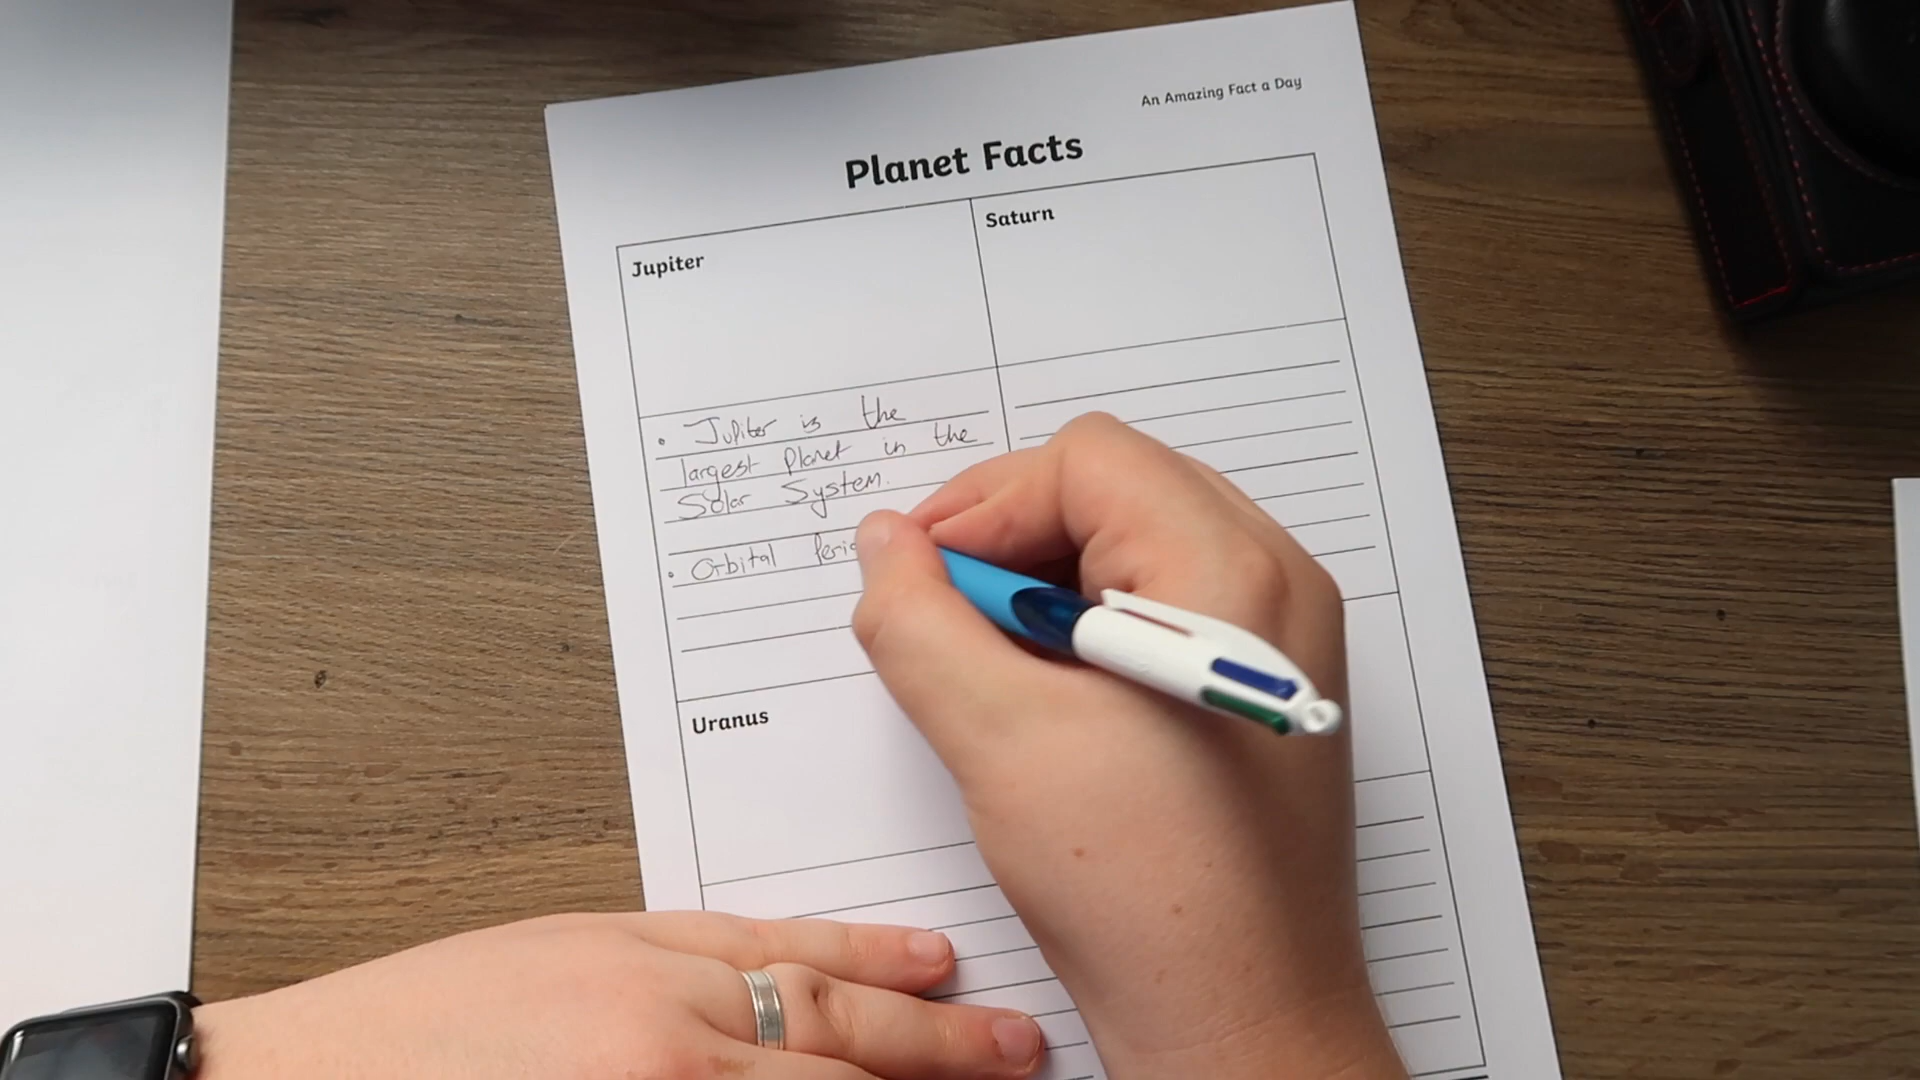 An Amazing Fact a Day
Planet Facts
Jupiter
Saturn
• Jupiter is the
largest planet in the
Solar System.
• Orbital
Uranus